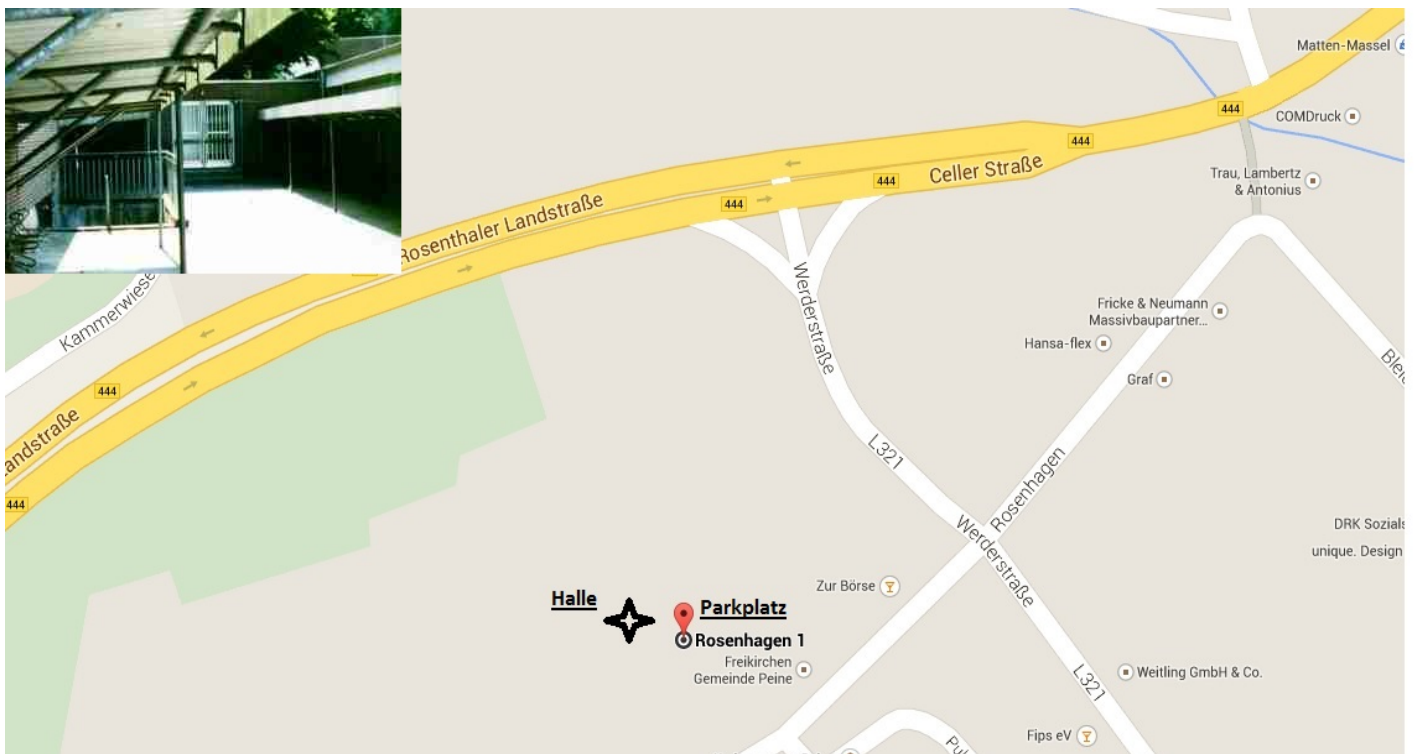 Matten-Massel
444
COMDruck
444
444
Celler Straße
Trau, Lambertz
& Antonius
444
Rosenthaler Landstraße
Werderstraße
Kammerwiese
Fricke & Neumann
Massivbaupartner...
Hansa-flex
Graf
444
Landstraße
444
L321
Rosenhagen
Werderstraße
DRK Sozials
unique. Design
Zur Börse
Halle
Parkplatz
Rosenhagen 1
Freikirchen
Gemeinde Peine
L321
Weitling GmbH & Co.
Fips eV